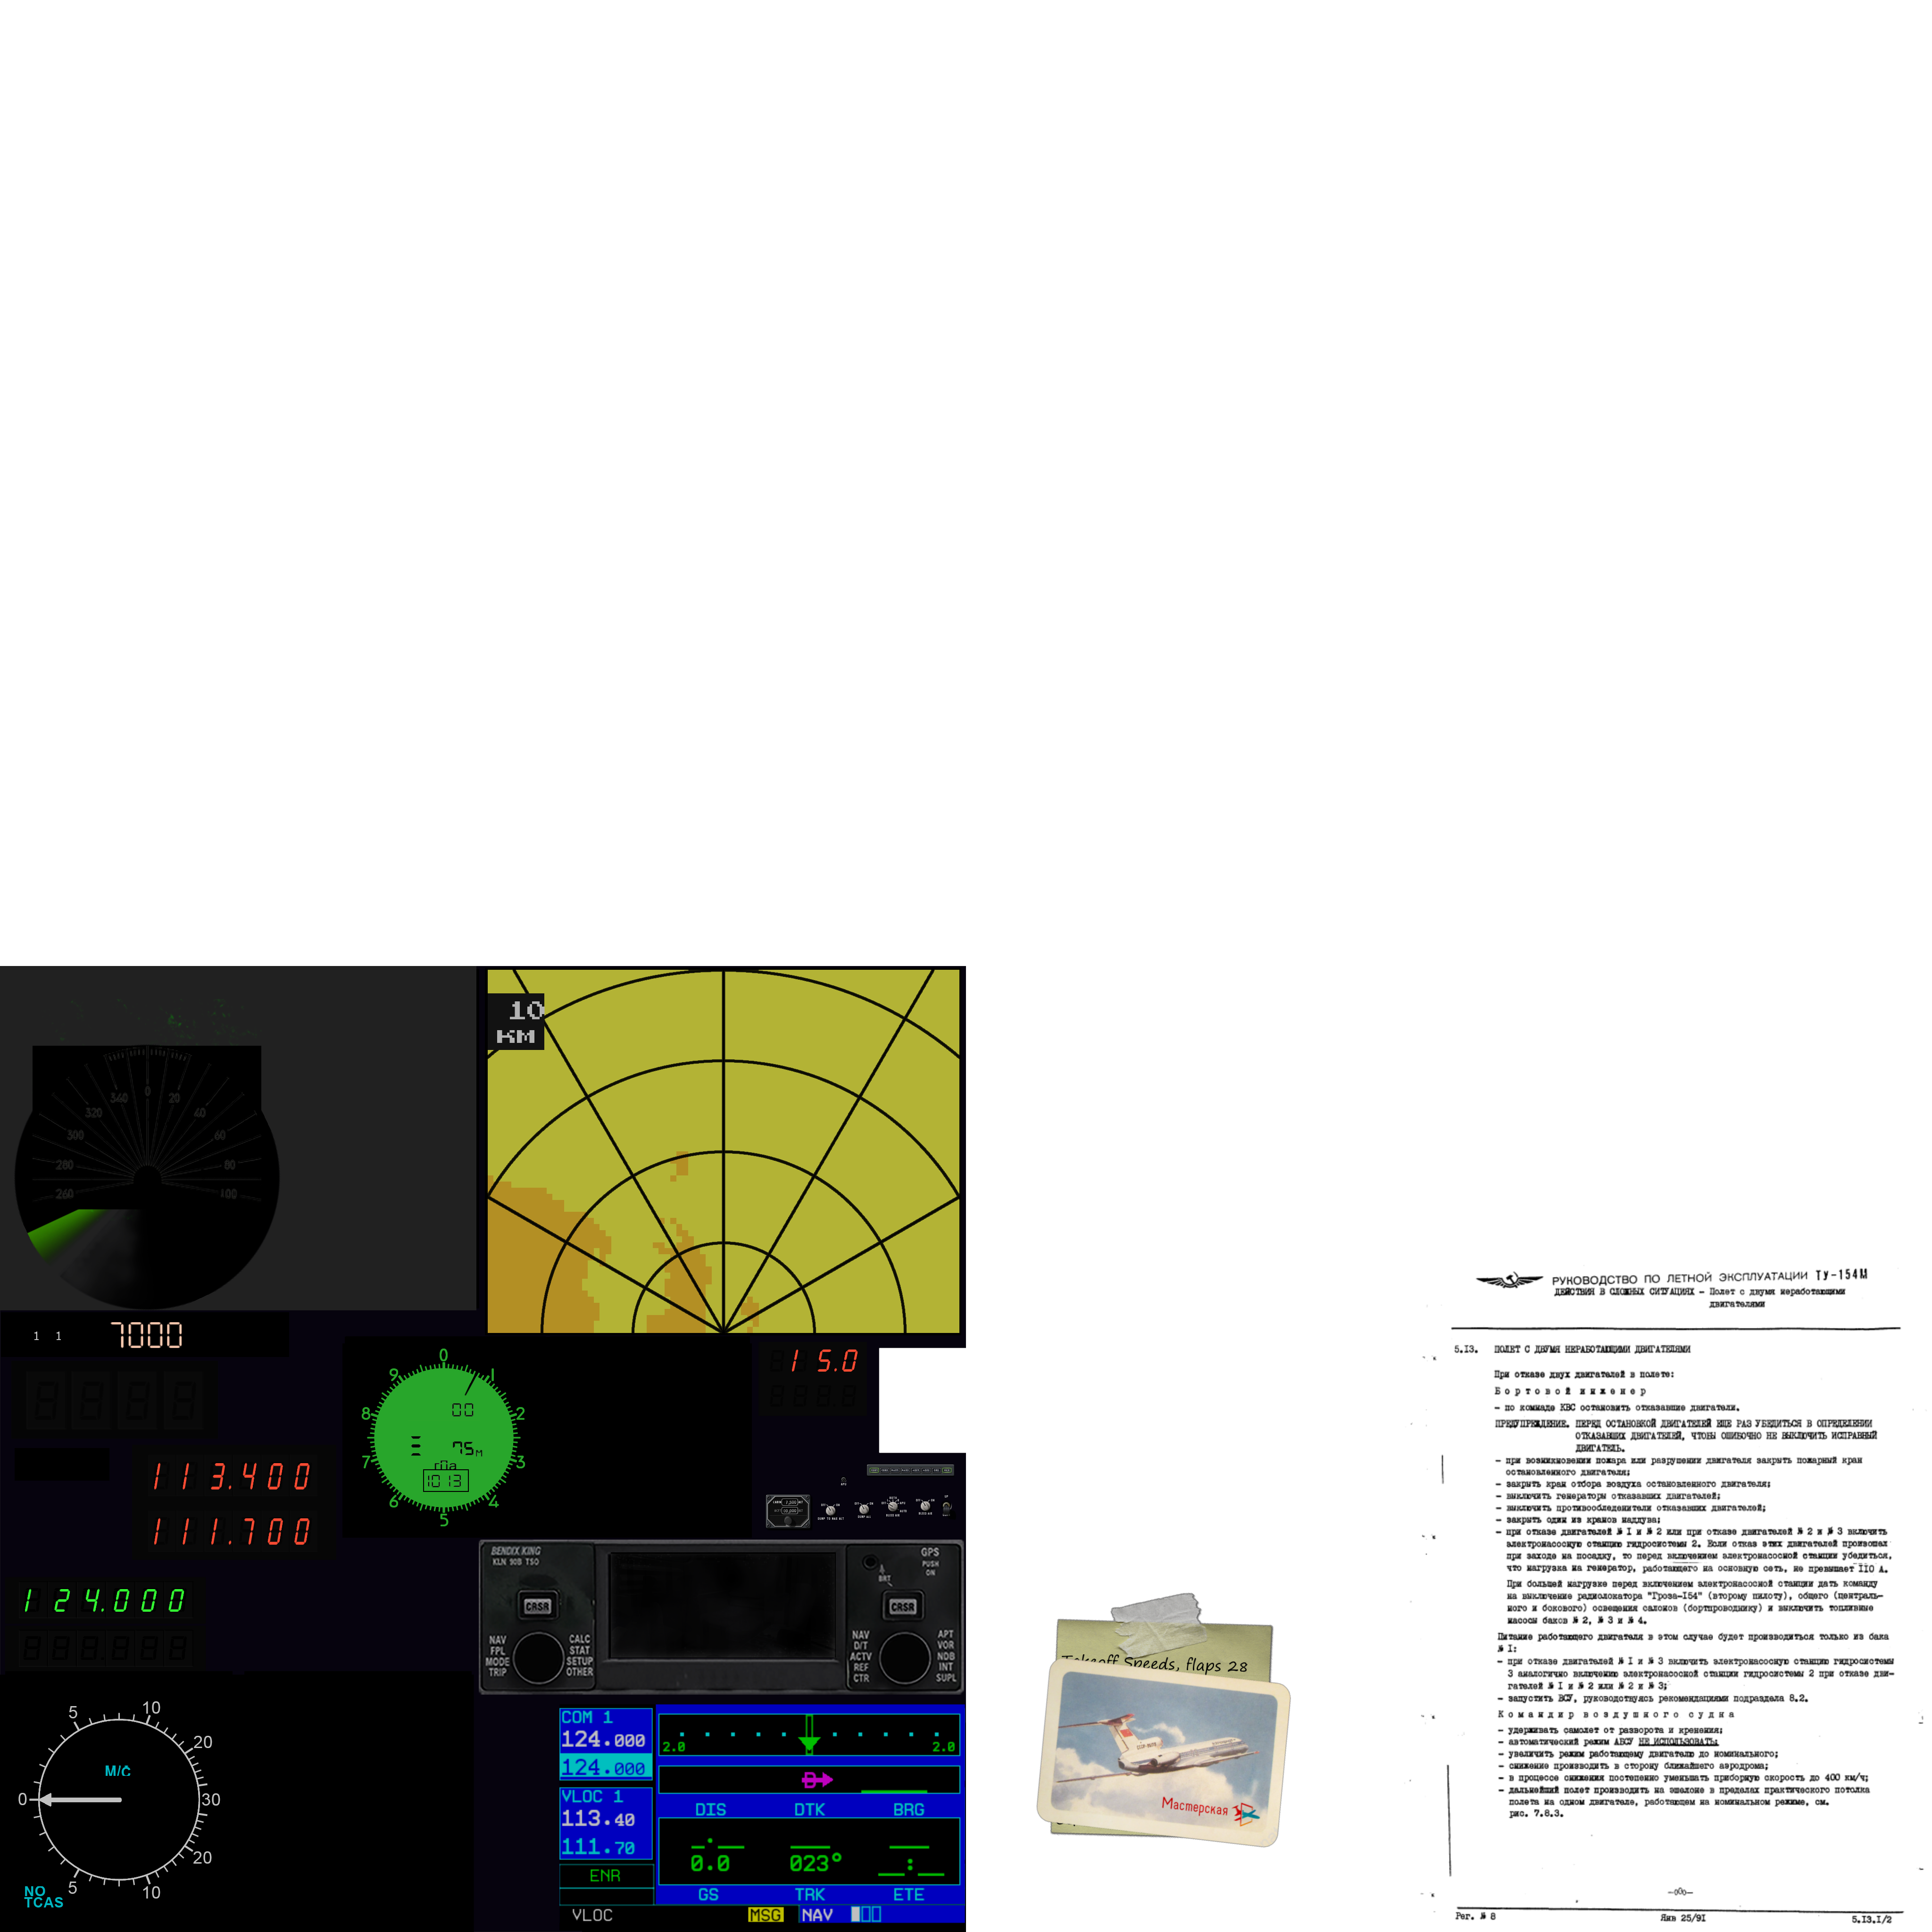 10
KM
340 0 20
320 40
300 60
280 80
260 100
1 1 7000
15.0
0
9 1
8 2
7 3
6 4
5
00
75 M
1013
113.400
111.700
124.000
BENDIX KING
KLN 90B TSO
GPS
PUSH
ON
BRT
CRSR
CRSR
NAV CALC
FPL STAT
MODE SETUP
TRIP OTHER
NAV APT
D/T VOR
ACTV NDB
REF INT
CTR SUPL
5 10
20
M/C
0 30
20
5 10
NO
TCAS
COM 1
124.000
124.000
VLOC 1
113.40
111.70
ENR
VLOC
2.0 2.0
DIS DTK BRG
0.0 023°
GS TRK ETE
MSG NAV
Takeoff Speeds, flaps 28
Мастерская
РУКОВОДСТВО ПО ЛЕТНОЙ ЭКСПЛУАТАЦИИ ТУ-154М
ДЕЙСТВИЯ В СЛОЖНЫХ СИТУАЦИЯХ – Полет с двумя неработающими
двигателями
5.13. ПОЛЕТ С ДВУМЯ НЕРАБОТАЮЩИМИ ДВИГАТЕЛЯМИ
При отказе двух двигателей в полете:
Бортовой инженер
– по команде КВС остановить отказавшие двигатели.
ПРЕДУПРЕЖДЕНИЕ. ПЕРЕД ОСТАНОВКОЙ ДВИГАТЕЛЕЙ ЕЩЕ РАЗ УБЕДИТЬСЯ В ОПРЕДЕЛЕНИИ
ОТКАЗАВШИХ ДВИГАТЕЛЕЙ, ЧТОБЫ ОШИБОЧНО НЕ ВЫКЛЮЧИТЬ ИСПРАВНЫЙ
ДВИГАТЕЛЬ.
– при возникновении пожара или разрушении двигателя закрыть пожарный кран
остановленного двигателя;
– закрыть кран отбора воздуха остановленного двигателя;
– выключить генераторы отказавших двигателей;
– выключить противообледенители отказавших двигателей;
– закрыть один из кранов наддува;
– при отказе двигателей № I и № 2 или при отказе двигателей № 2 и № 3 включить
электронасосную станцию гидросистемы 2. Если отказ этих двигателей произошел
при заходе на посадку, то перед включением электронасосной станции убедиться,
что нагрузка на генератор, работающего на основную сеть, не превышает 110 А.
При большей нагрузке перед включением электронасосной станции дать команду
на выключение радиолокатора "Гроза-154" (второму пилоту), общего (централь-
ного и бокового) освещения салонов (бортпроводнику) и выключить топливные
насосы баков № 2, № 3 и № 4.
Питание работающего двигателя в этом случае будет производиться только из бака
№ I:
– при отказе двигателей № I и № 3 включить электронасосную станцию гидросистемы
3 аналогично включению электронасосной станции гидросистемы 2 при отказе дви-
гателей № I и № 2 или № 2 и № 3;
– запустить ВСУ, руководствуясь рекомендациями подраздела 8.2.
Командир воздушного судна
– удерживать самолет от разворота и кренения;
– автоматический режим АБСУ НЕ ИСПОЛЬЗОВАТЬ;
– увеличить режим работающему двигателю до номинального;
– снижение производить в сторону ближайшего аэродрома;
– в процессе снижения постепенно уменьшать приборную скорость до 400 км/ч;
– дальнейший полет производить на эшелоне в пределах практического потолка
полета на одном двигателе, работающем на номинальном режиме, см.
рис. 7.8.3.
Рег. № 8 Янв 25/91 5.13.1/2